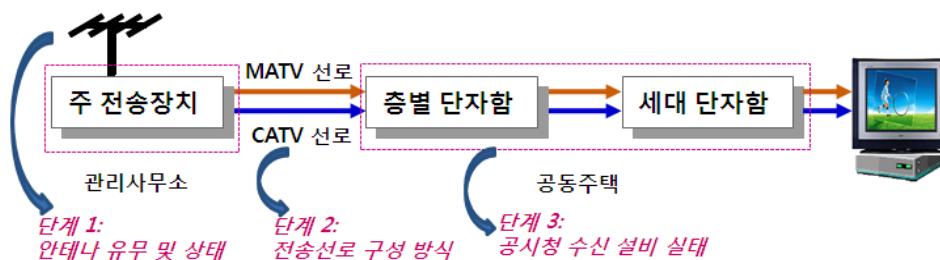 MATV 선로
주 전송장치
층별 단자함
세대 단자함
CATV 선로
관리사무소
공동주택
단계 1:
안테나 유무 및 상태
단계 2:
전송선로 구성 방식
단계 3:
공시청 수신 설비 실태